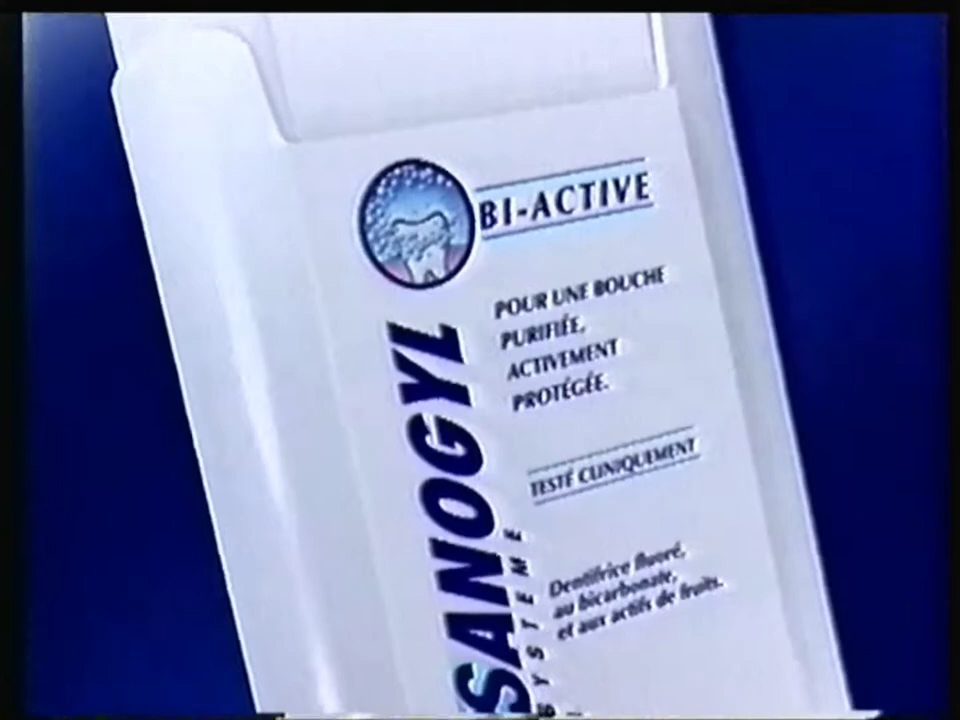 BI-ACTIVE
POUR UNE BOUCHE
PURIFIÉE,
ACTIVEMENT
PROTÉGÉE.
SANOGYL
TESTÉ CLINIQUEMENT
Dentifrice fluoré,
au bicarbonate,
et aux actifs de fruits.